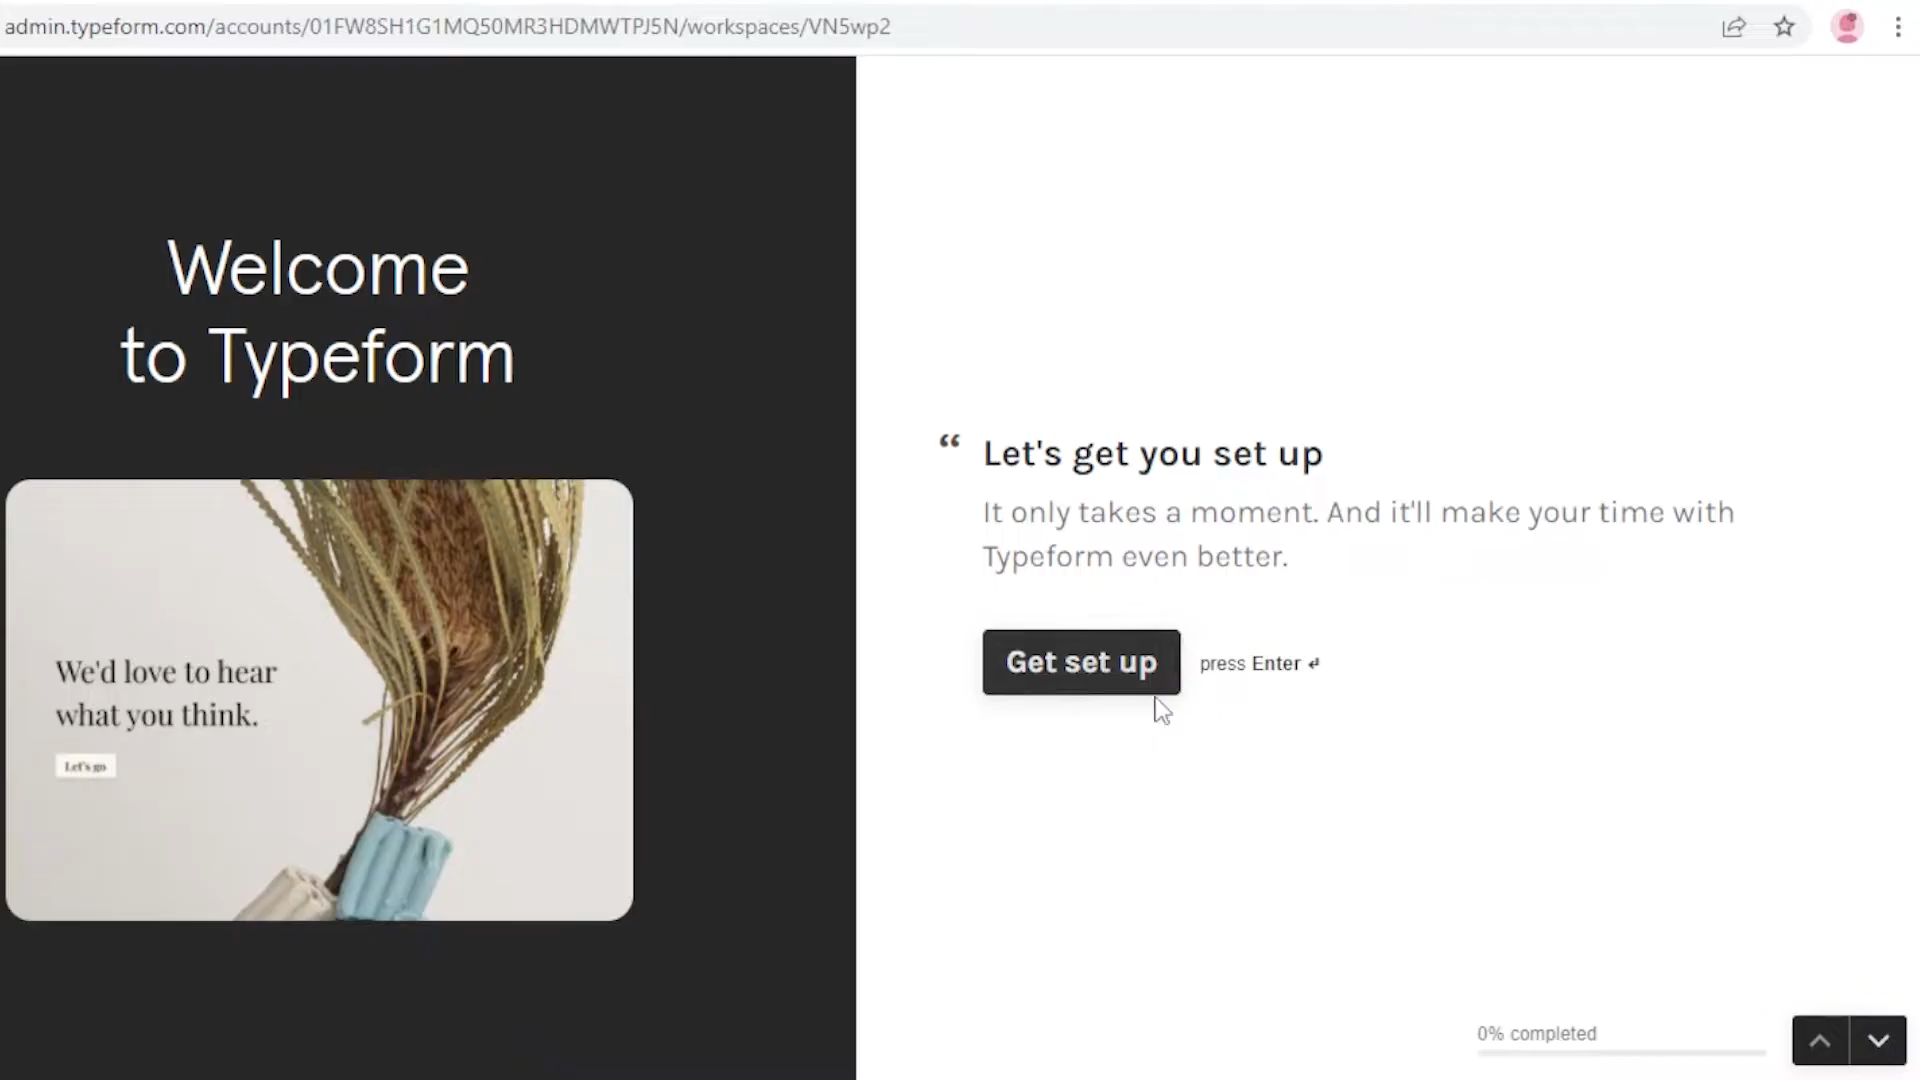 admin.typeform.com/accounts/01FW8SH1G1MQ50MR3HDMWTPJ5N/workspaces/VN5wp2
Welcome
to Typeform
We'd love to hear
what you think.
Let's go
“ Let's get you set up
It only takes a moment. And it'll make your time with
Typeform even better.
Get set up press Enter ↵
0% completed